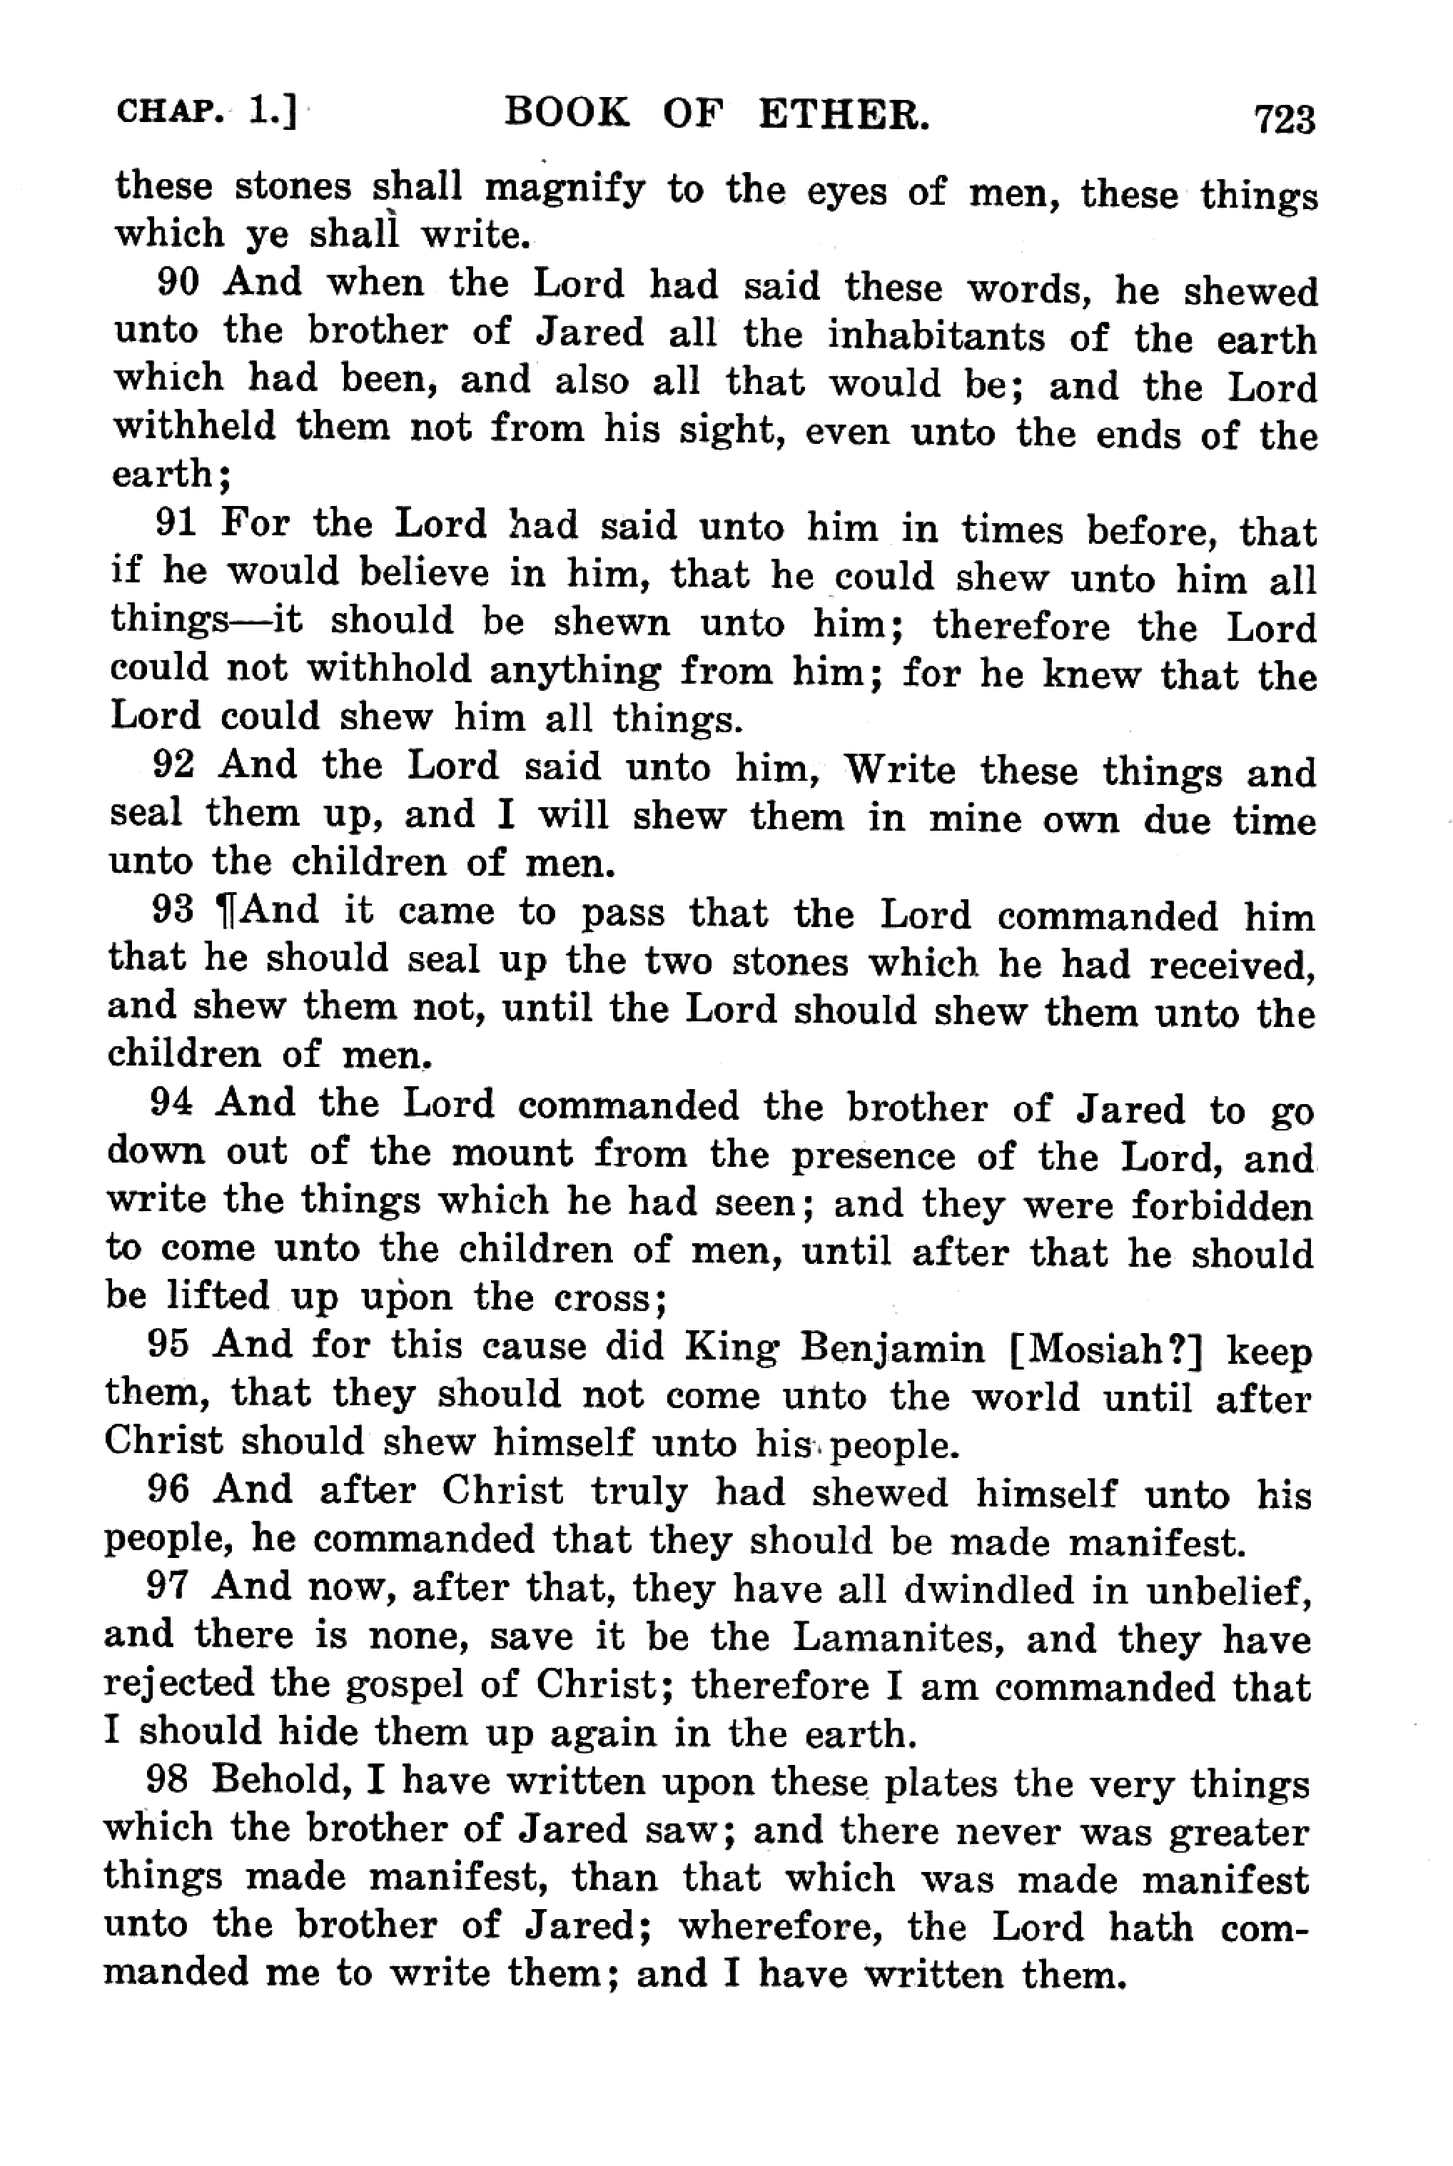 CHAP. 1.] BOOK OF ETHER. 723
these stones shall magnify to the eyes of men, these things
which ye shall write.
90 And when the Lord had said these words, he shewed
unto the brother of Jared all the inhabitants of the earth
which had been, and also all that would be; and the Lord
withheld them not from his sight, even unto the ends of the
earth;
91 For the Lord had said unto him in times before, that
if he would believe in him, that he could shew unto him all
things—it should be shewn unto him; therefore the Lord
could not withhold anything from him; for he knew that the
Lord could shew him all things.
92 And the Lord said unto him, Write these things and
seal them up, and I will shew them in mine own due time
unto the children of men.
93 ¶And it came to pass that the Lord commanded him
that he should seal up the two stones which he had received,
and shew them not, until the Lord should shew them unto the
children of men.
94 And the Lord commanded the brother of Jared to go
down out of the mount from the presence of the Lord, and
write the things which he had seen; and they were forbidden
to come unto the children of men, until after that he should
be lifted up upon the cross;
95 And for this cause did King Benjamin [Mosiah?] keep
them, that they should not come unto the world until after
Christ should shew himself unto his people.
96 And after Christ truly had shewed himself unto his
people, he commanded that they should be made manifest.
97 And now, after that, they have all dwindled in unbelief,
and there is none, save it be the Lamanites, and they have
rejected the gospel of Christ; therefore I am commanded that
I should hide them up again in the earth.
98 Behold, I have written upon these plates the very things
which the brother of Jared saw; and there never was greater
things made manifest, than that which was made manifest
unto the brother of Jared; wherefore, the Lord hath com-
manded me to write them; and I have written them.